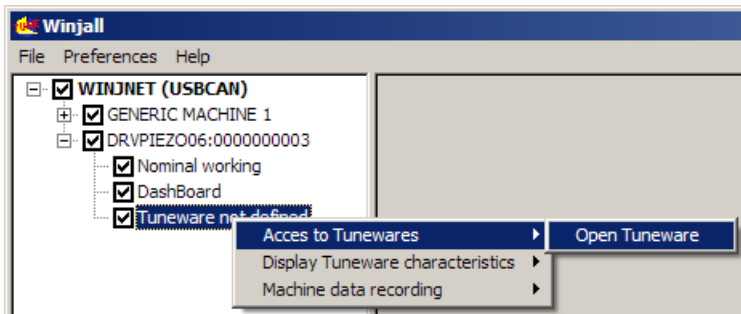 Winjall
File Preferences Help
WINJNET (USBCAN)
GENERIC MACHINE 1
DRVPIEZO06:0000000003
Nominal working
DashBoard
Tuneware not defined
Acces to Tunewares
Open Tuneware
Display Tuneware characteristics
Machine data recording